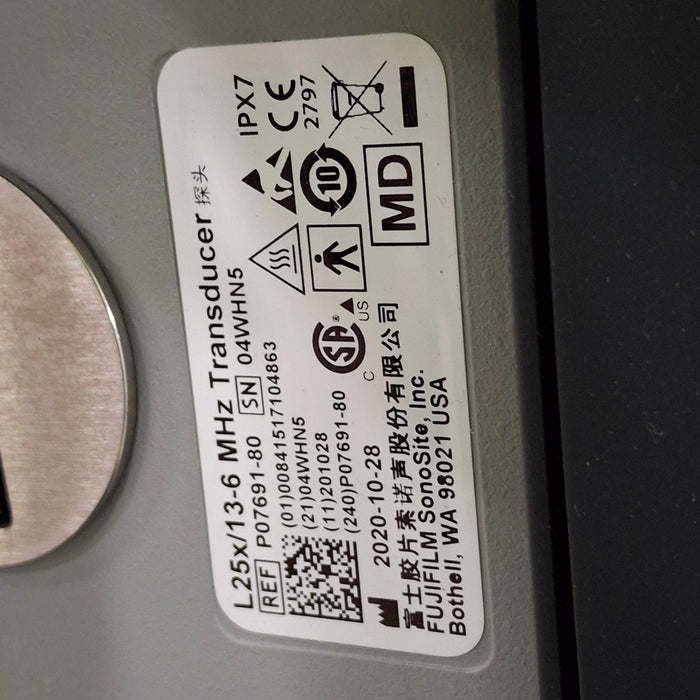 L25x/13-6 MHz Transducer 探头
REF P07691-80 SN 04WHN5
(01)00841517104863
(21)04WHN5
(11)201028
(240)P07691-80
2020-10-28
富士胶片索诺声股份有限公司
FUJIFILM SonoSite, Inc.
Bothell, WA 98021 USA
SA ®
C US
10
MD
IPX7
CE
2797